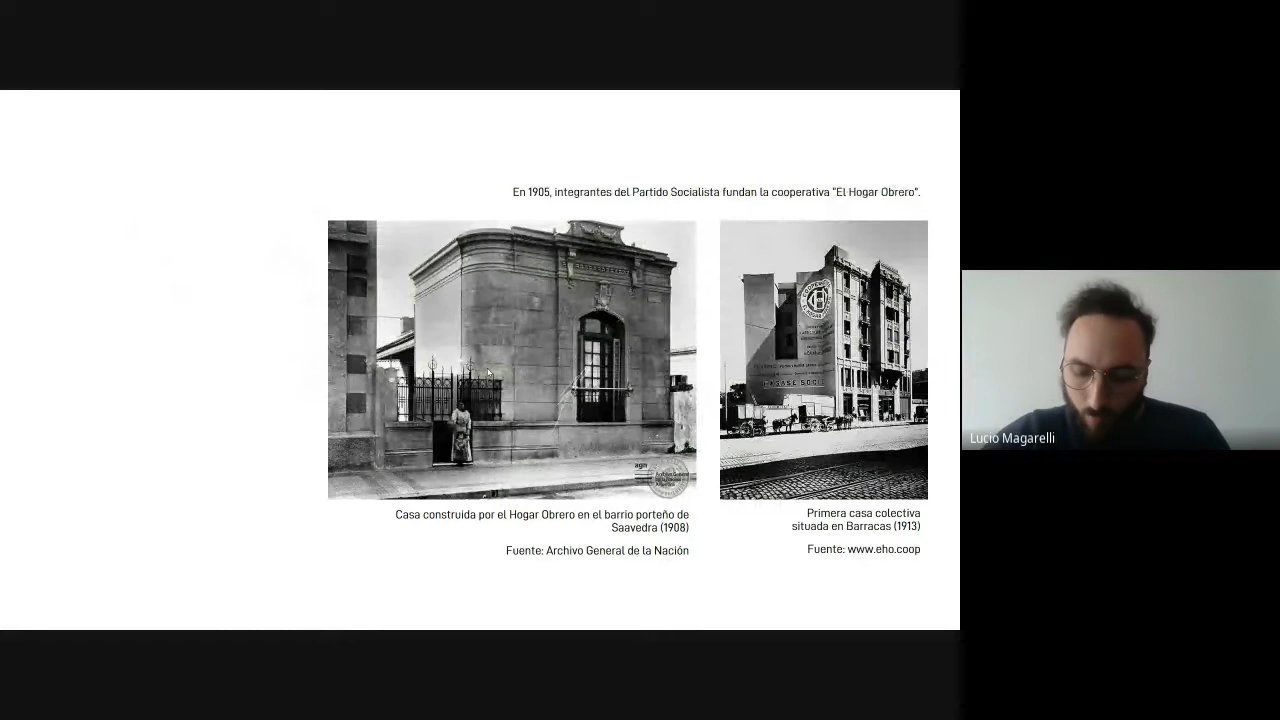 En 1905, integrantes del Partido Socialista fundan la cooperativa “El Hogar Obrero”.
agn
Casa construida por el Hogar Obrero en el barrio porteño de
Saavedra (1908)
Fuente: Archivo General de la Nación
Primera casa colectiva
situada en Barracas (1913)
Fuente: www.eho.coop
Lucio Magarelli